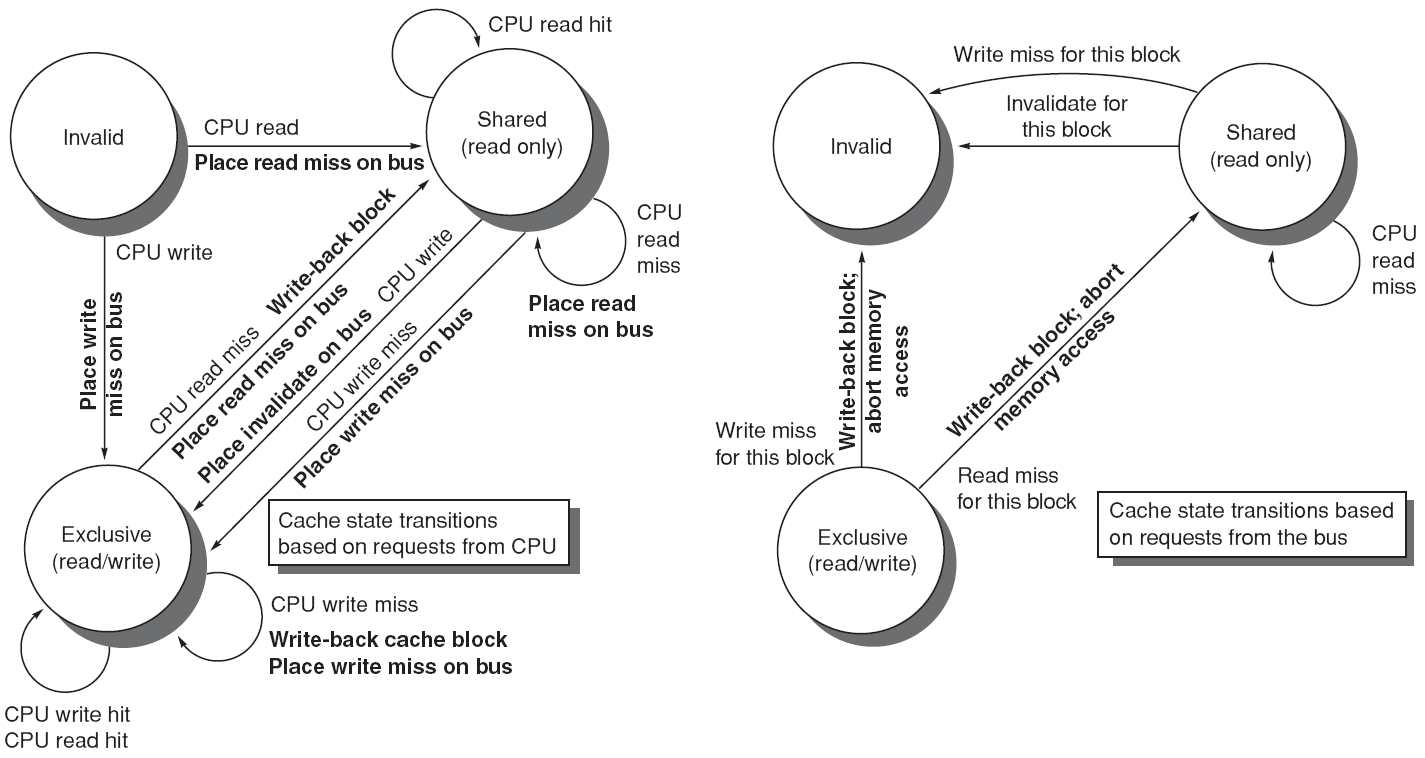 CPU read hit
Invalid
CPU read
Place read miss on bus
Shared
(read only)
CPU write
Place write
miss on bus
CPU read miss
Write-back block
Place read miss on bus
Place invalidate on bus
CPU write
CPU write miss
Place write miss on bus
CPU
read
miss
Place read
miss on bus
Exclusive
(read/write)
Cache state transitions
based on requests from CPU
CPU write miss
Write-back cache block
Place write miss on bus
CPU write hit
CPU read hit
Write miss for this block
Invalid
Invalidate for
this block
Shared
(read only)
CPU
read
miss
Write-back block;
abort memory
access
Write-back block; abort
memory access
Write miss
for this block
Read miss
for this block
Exclusive
(read/write)
Cache state transitions based
on requests from the bus